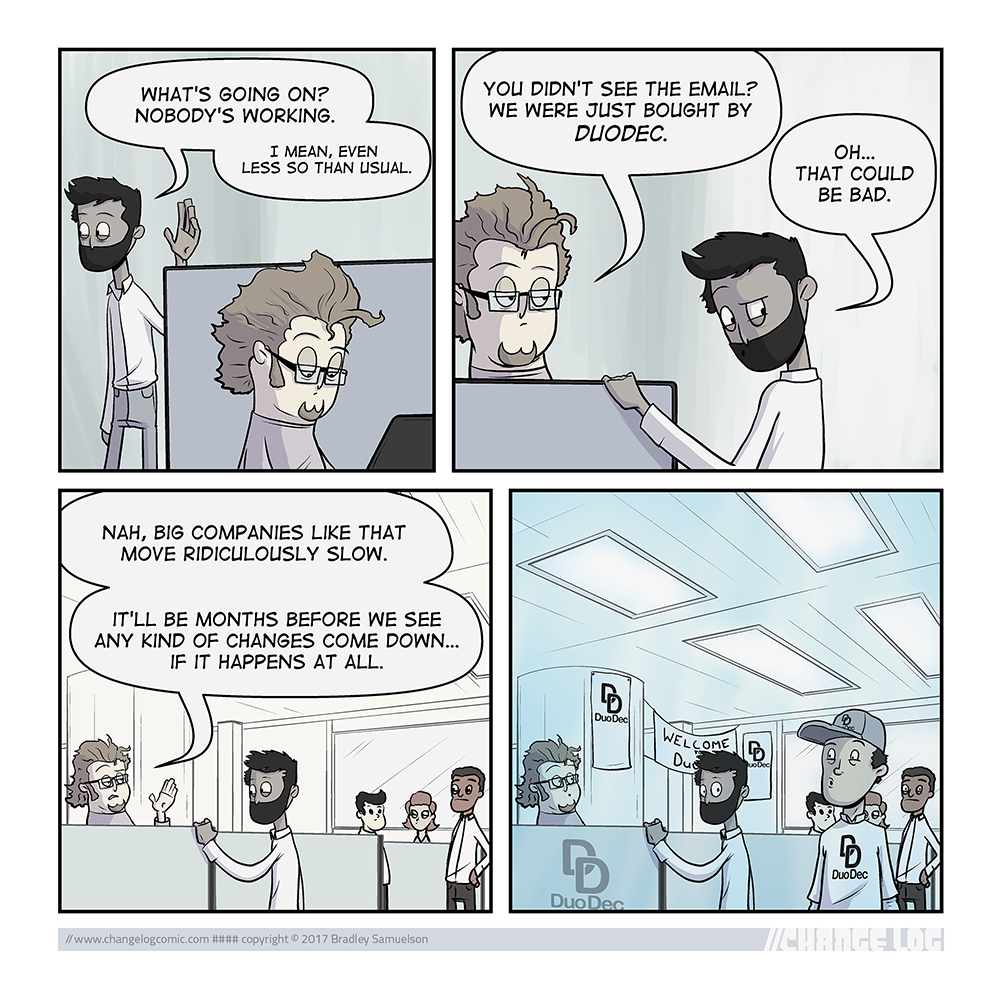 WHAT'S GOING ON?
NOBODY'S WORKING.
I MEAN, EVEN
LESS SO THAN USUAL.
YOU DIDN'T SEE THE EMAIL?
WE WERE JUST BOUGHT BY
DUODEC.
OH...
THAT COULD
BE BAD.
NAH, BIG COMPANIES LIKE THAT
MOVE RIDICULOUSLY SLOW.
IT'LL BE MONTHS BEFORE WE SEE
ANY KIND OF CHANGES COME DOWN...
IF IT HAPPENS AT ALL.
DD
DuoDec
WELCOME
Duo
DD
DuoDec
DD
DD
DuoDec
DD
DuoDec
//www.changelogcomic.com #### copyright © 2017 Bradley Samuelson
//CHANGE LOG